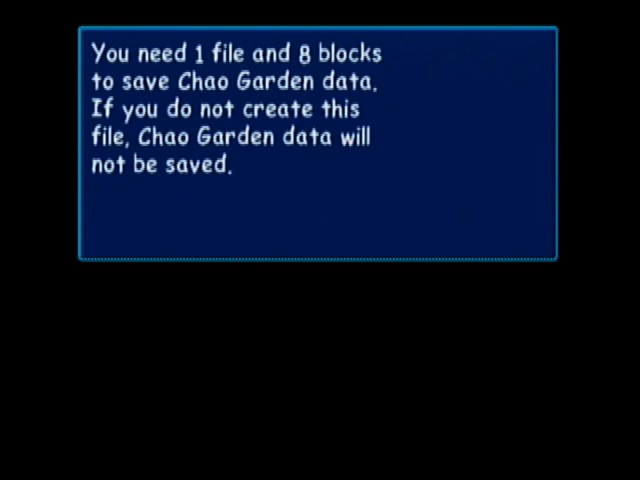 You need 1 file and 8 blocks
to save Chao Garden data.
If you do not create this
file, Chao Garden data will
not be saved.